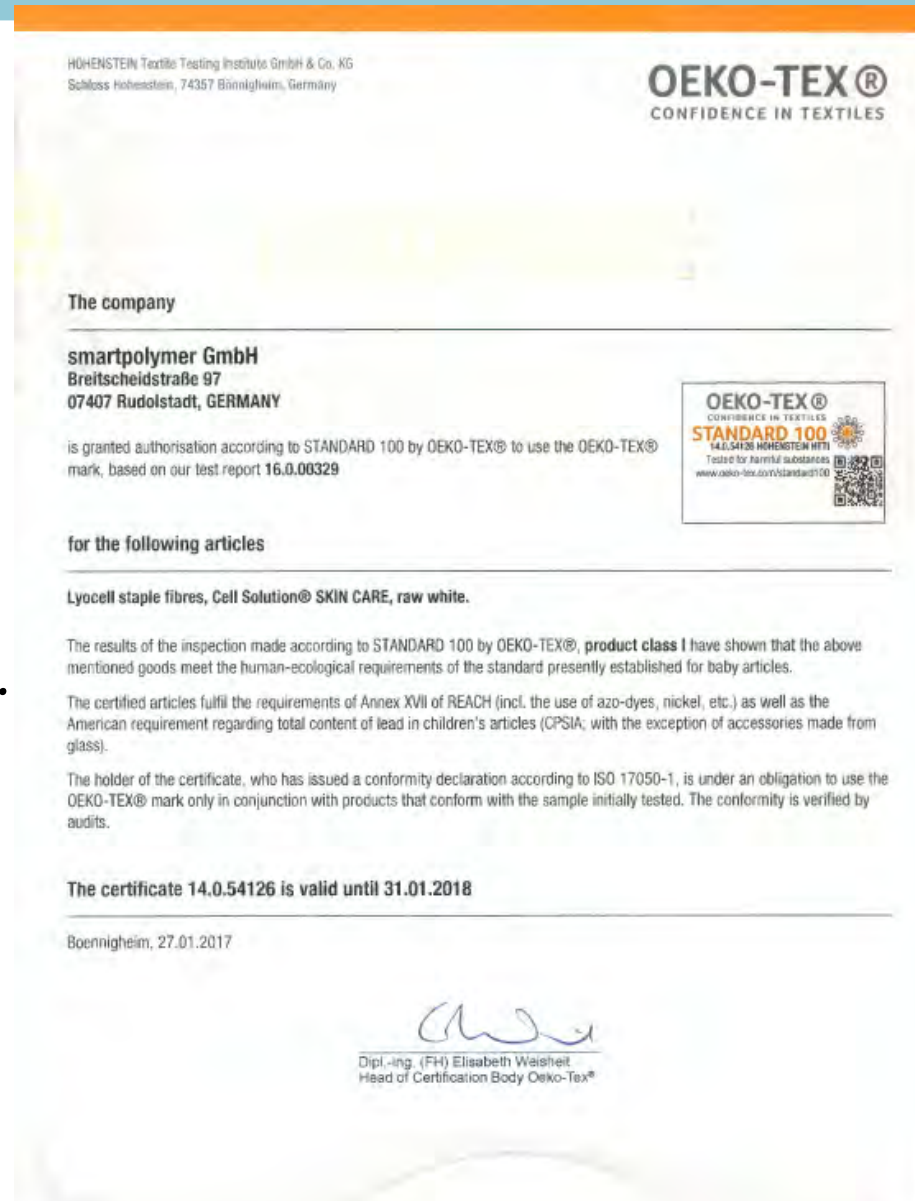 HOHENSTEIN Textile Testing Institute GmbH & Co. KG
Schloss Hohenstein, 74357 Bönnigheim, Germany
OEKO-TEX®
CONFIDENCE IN TEXTILES
The company
smartpolymer GmbH
Breitscheidstraße 97
07407 Rudolstadt, GERMANY
is granted authorisation according to STANDARD 100 by OEKO-TEX® to use the OEKO-TEX®
mark, based on our test report 16.0.00329
OEKO-TEX®
CONFIDENCE IN TEXTILES
STANDARD 100
14.0.54126 HOHENSTEIN HTTI
Tested for harmful substances
www.oeko-tex.com/standard100
for the following articles
Lyocell staple fibres, Cell Solution® SKIN CARE, raw white.
The results of the inspection made according to STANDARD 100 by OEKO-TEX®, product class I have shown that the above
mentioned goods meet the human-ecological requirements of the standard presently established for baby articles.
The certified articles fulfil the requirements of Annex XVII of REACH (incl. the use of azo-dyes, nickel, etc.) as well as the
American requirement regarding total content of lead in children's articles (CPSIA; with the exception of accessories made from
glass).
The holder of the certificate, who has issued a conformity declaration according to ISO 17050-1, is under an obligation to use the
OEKO-TEX® mark only in conjunction with products that conform with the sample initially tested. The conformity is verified by
audits.
The certificate 14.0.54126 is valid until 31.01.2018
Boennigheim, 27.01.2017
Dipl.-Ing. (FH) Elisabeth Weisheit
Head of Certification Body Oeko-Tex®